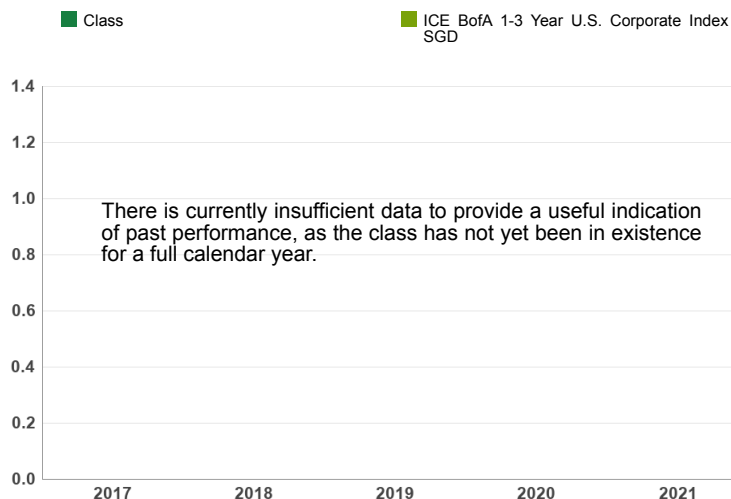 Class
ICE BofA 1-3 Year U.S. Corporate Index
SGD
1.4
1.2
1.0
There is currently insufficient data to provide a useful indication
of past performance, as the class has not yet been in existence
for a full calendar year.
0.8
0.6
0.4
0.2
0.0
2017 2018 2019 2020 2021